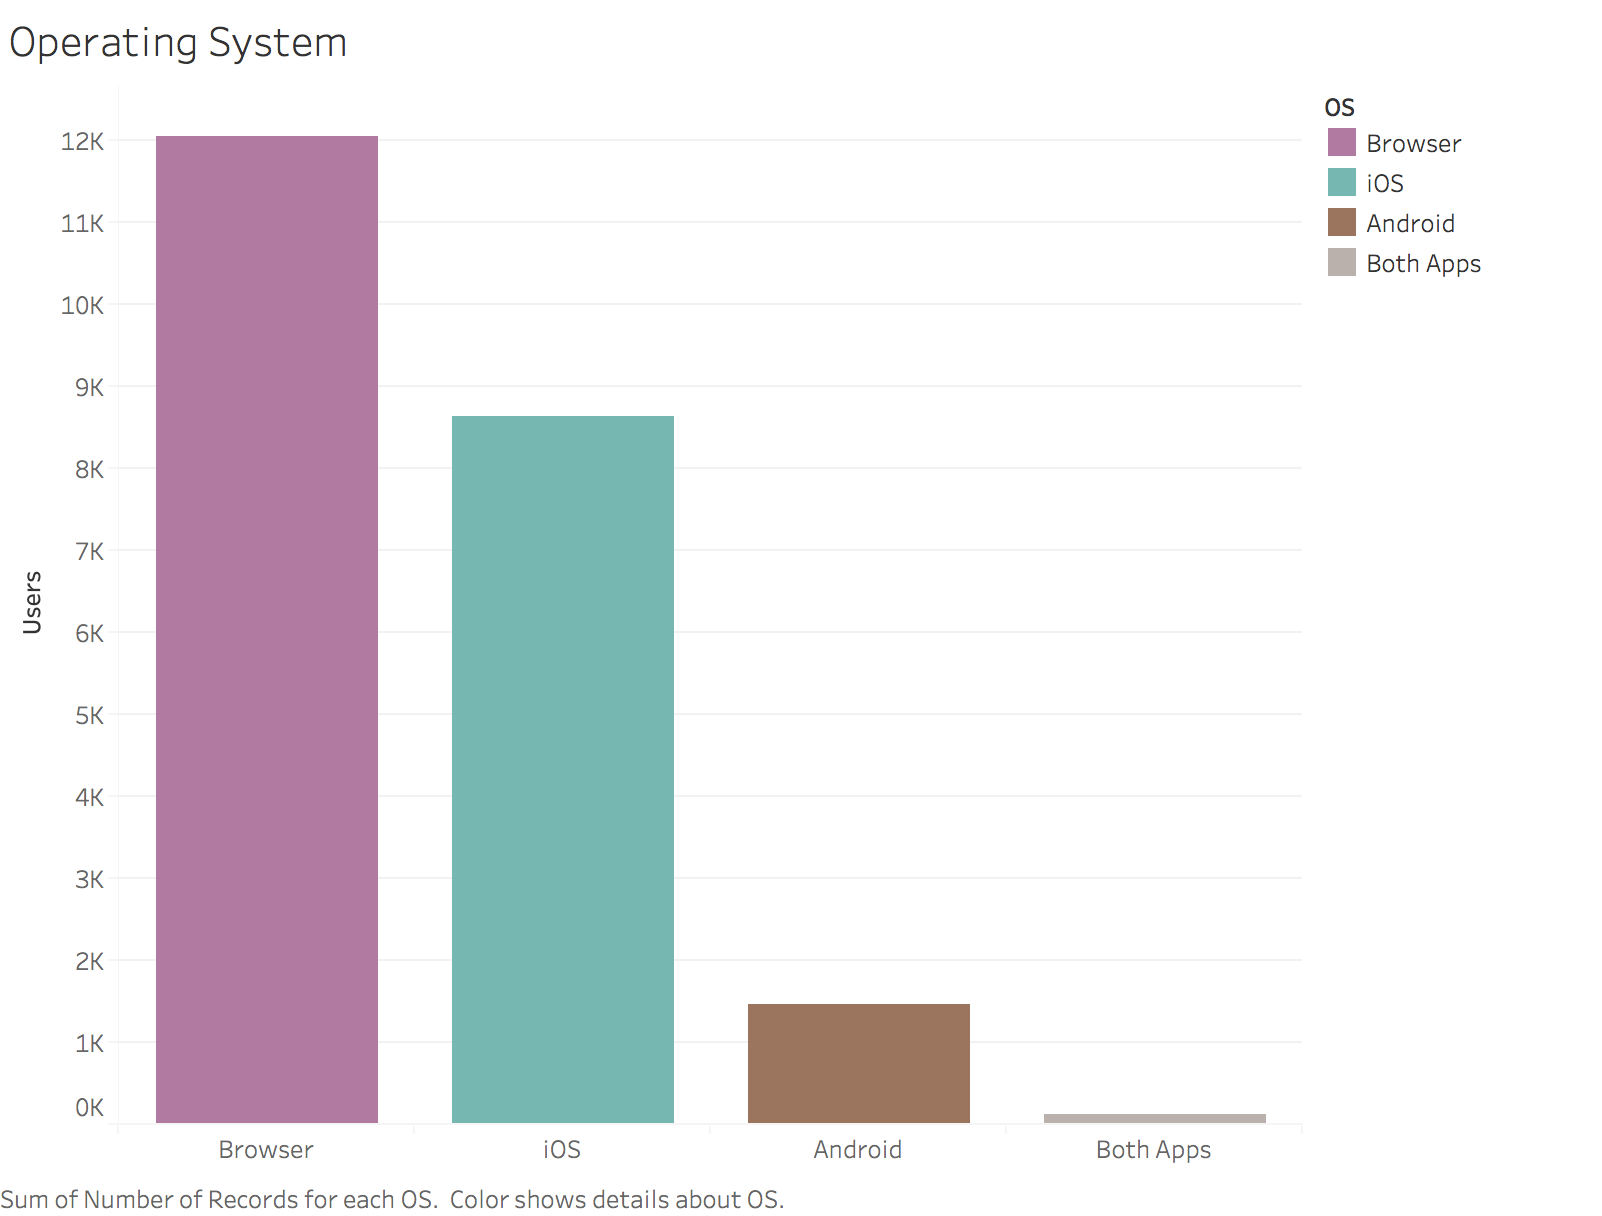 Operating System
OS
Browser
iOS
Android
Both Apps
12K
11K
10K
9K
8K
7K
6K
5K
4K
3K
2K
1K
0K
Users
Browser
iOS
Android
Both Apps
Sum of Number of Records for each OS.  Color shows details about OS.